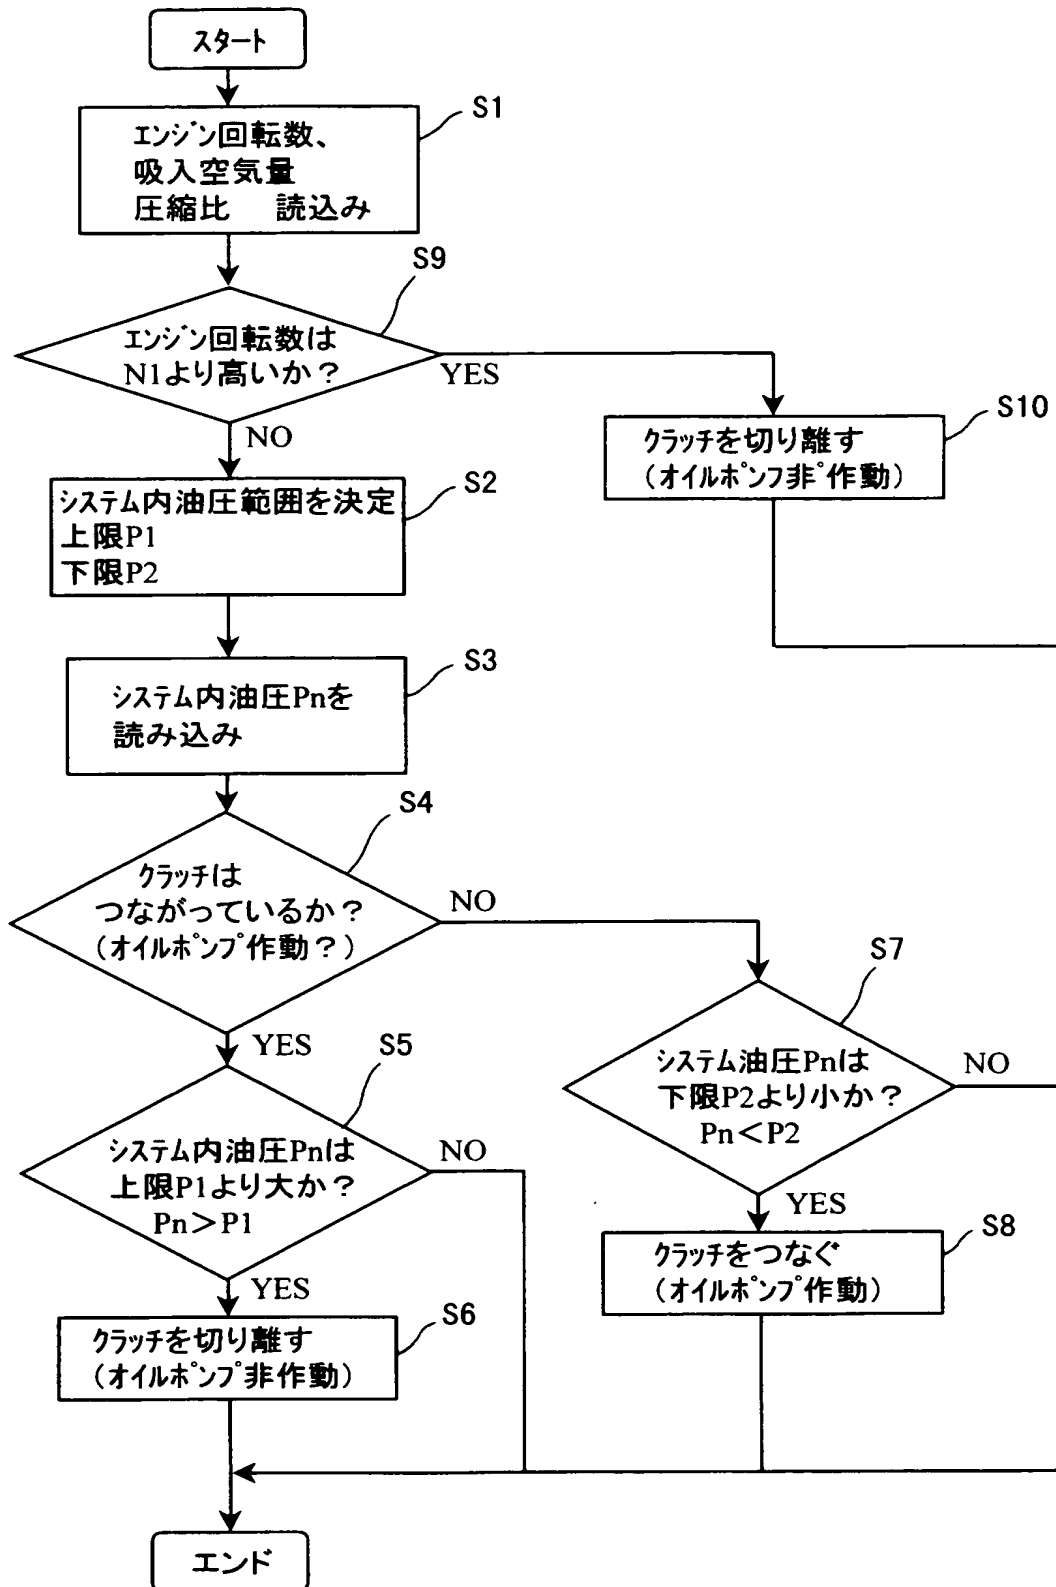 スタート
S1
エンジン回転数、
吸入空気量
圧縮比　読込み
S9
エンジン回転数は
N1より高いか？
YES
NO
S10
クラッチを切り離す
（オイルポンプ非作動）
S2
システム内油圧範囲を決定
上限P1
下限P2
S3
システム内油圧Pnを
読み込み
S4
クラッチは
つながっているか？
（オイルポンプ作動？）
NO
YES
S7
システム油圧Pnは
下限P2より小か？
Pn＜P2
NO
YES
S5
システム内油圧Pnは
上限P1より大か？
Pn＞P1
NO
YES
S8
クラッチをつなぐ
（オイルポンプ作動）
S6
クラッチを切り離す
（オイルポンプ非作動）
エンド